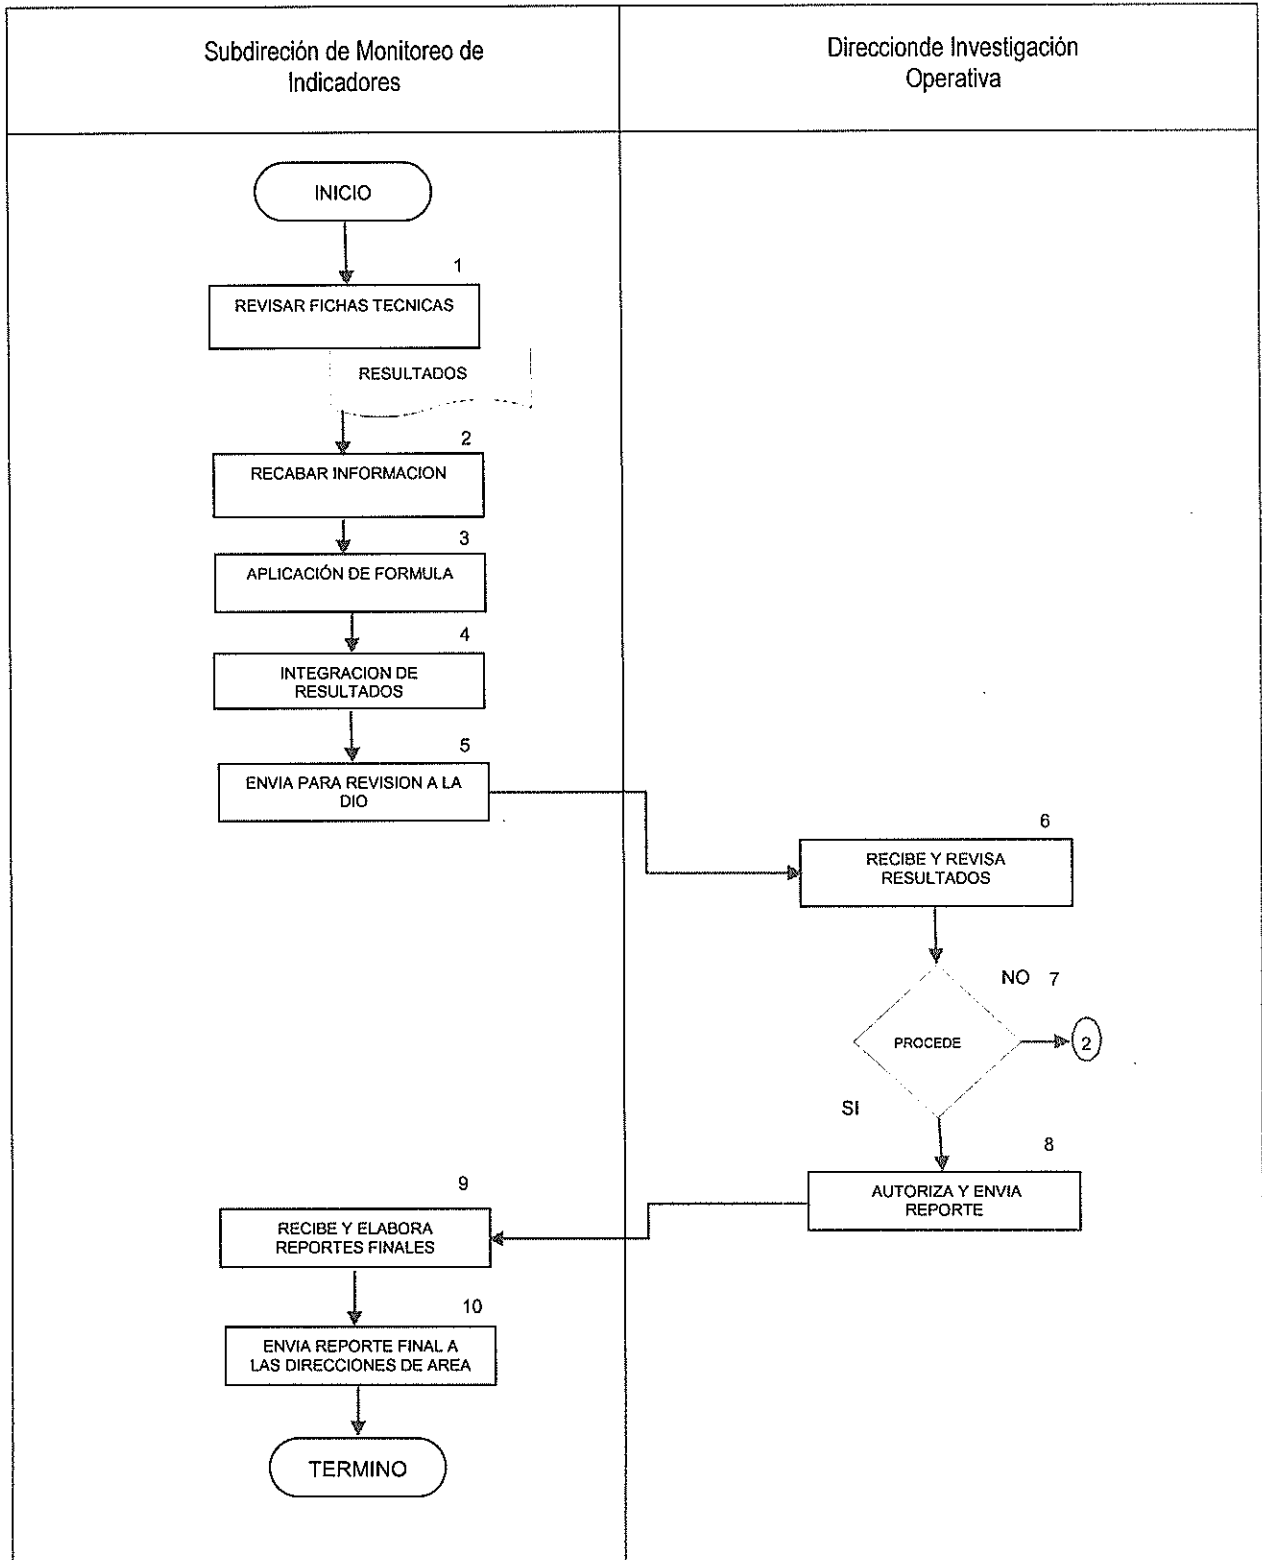 Subdireción de Monitoreo de
Indicadores
Direccionde Investigación
Operativa
INICIO
1
REVISAR FICHAS TECNICAS
RESULTADOS
2
RECABAR INFORMACION
3
APLICACIÓN DE FORMULA
4
INTEGRACION DE
RESULTADOS
5
ENVIA PARA REVISION A LA
DIO
6
RECIBE Y REVISA
RESULTADOS
NO 7
PROCEDE
2
SI
8
AUTORIZA Y ENVIA
REPORTE
9
RECIBE Y ELABORA
REPORTES FINALES
10
ENVIA REPORTE FINAL A
LAS DIRECCIONES DE AREA
TERMINO